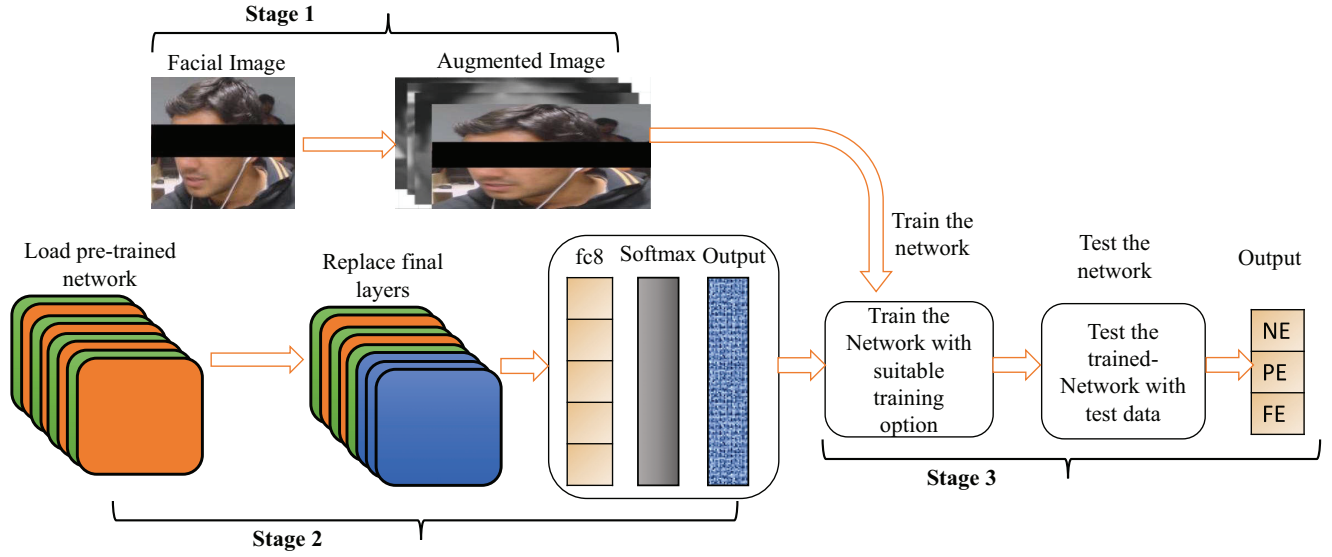 Stage 1
Facial Image
Augmented Image
Load pre-trained
network
Replace final
layers
fc8
Softmax
Output
Train the
network
Train the
Network with
suitable
training
option
Test the
network
Test the
trained-
Network with
test data
Output
NE
PE
FE
Stage 2
Stage 3